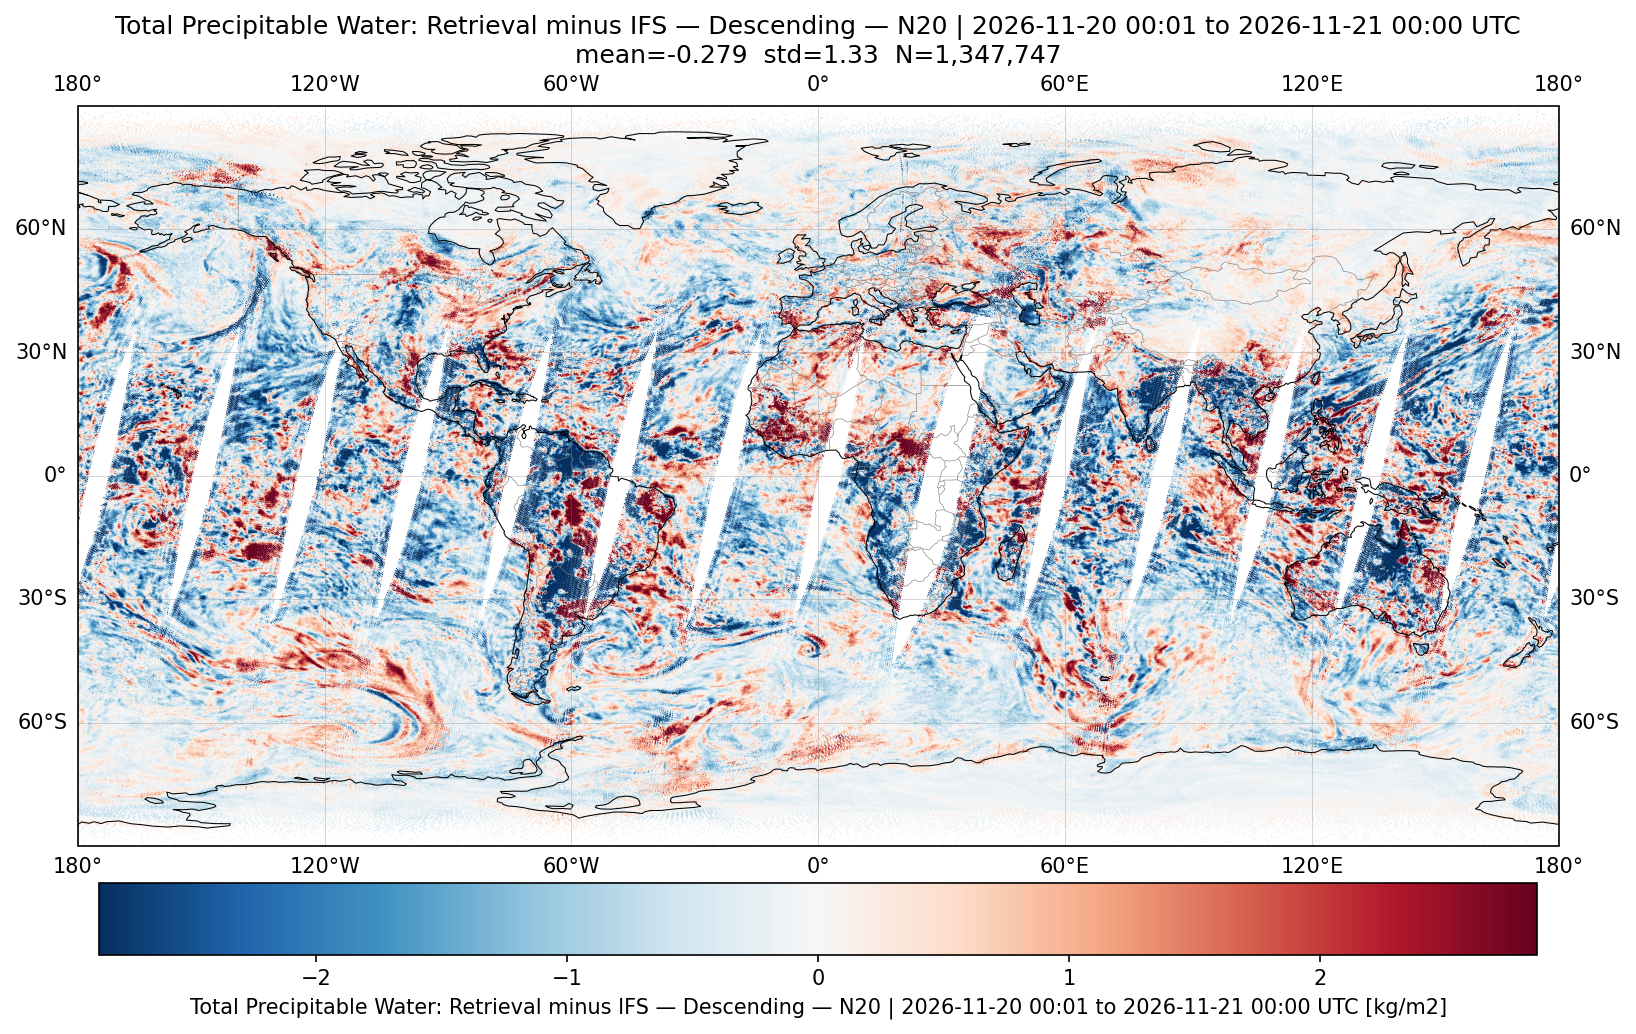 Total Precipitable Water: Retrieval minus IFS — Descending — N20 | 2026-11-20 00:01 to 2026-11-21 00:00 UTC
mean=-0.279  std=1.33  N=1,347,747
180° 120°W 60°W 0° 60°E 120°E 180°
60°N 60°N
30°N 30°N
0° 0°
30°S 30°S
60°S 60°S
180° 120°W 60°W 0° 60°E 120°E 180°
−2 −1 0 1 2
Total Precipitable Water: Retrieval minus IFS — Descending — N20 | 2026-11-20 00:01 to 2026-11-21 00:00 UTC [kg/m2]